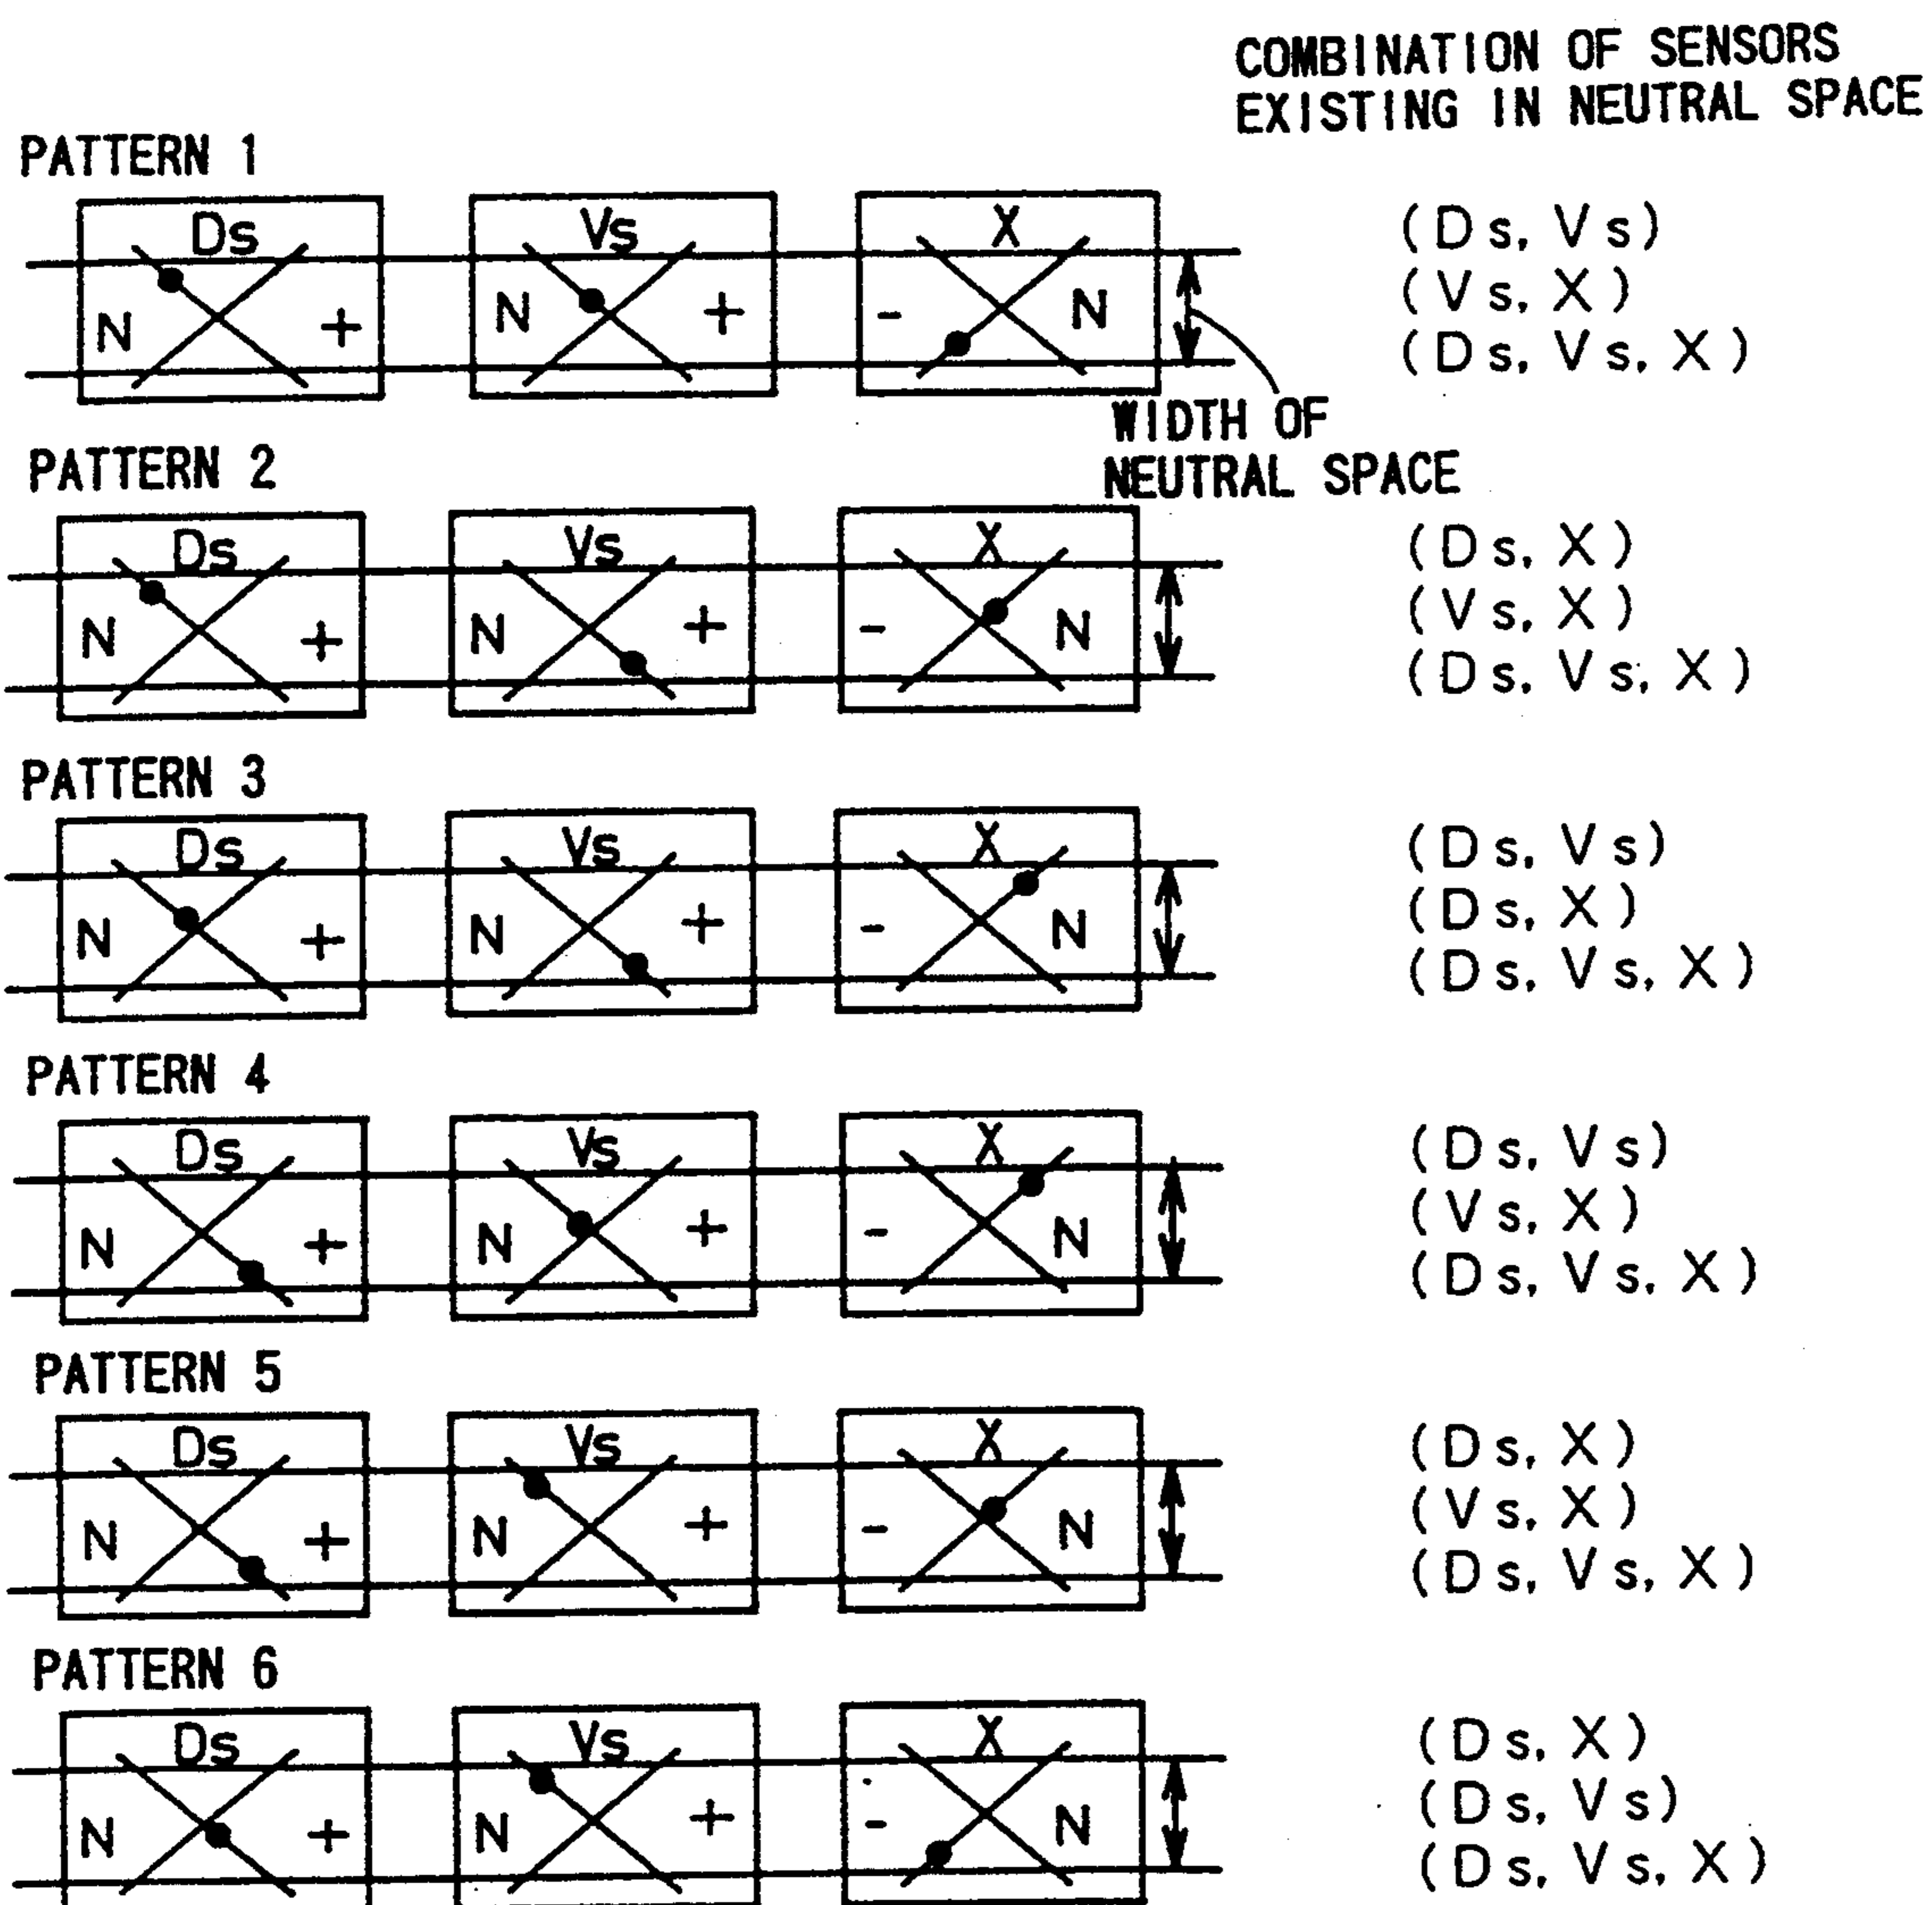 COMBINATION OF SENSORS
EXISTING IN NEUTRAL SPACE
PATTERN 1
Ds Vs X
N + N + - N
(Ds, Vs)
(Vs, X)
(Ds, Vs, X)
WIDTH OF
NEUTRAL SPACE
PATTERN 2
Ds Vs X
N + N + - N
(Ds, X)
(Vs, X)
(Ds, Vs, X)
PATTERN 3
Ds Vs X
N + N + - N
(Ds, Vs)
(Ds, X)
(Ds, Vs, X)
PATTERN 4
Ds Vs X
N + N + - N
(Ds, Vs)
(Vs, X)
(Ds, Vs, X)
PATTERN 5
Ds Vs X
N + N + - N
(Ds, X)
(Vs, X)
(Ds, Vs, X)
PATTERN 6
Ds Vs X
N + N + - N
(Ds, X)
(Ds, Vs)
(Ds, Vs, X)